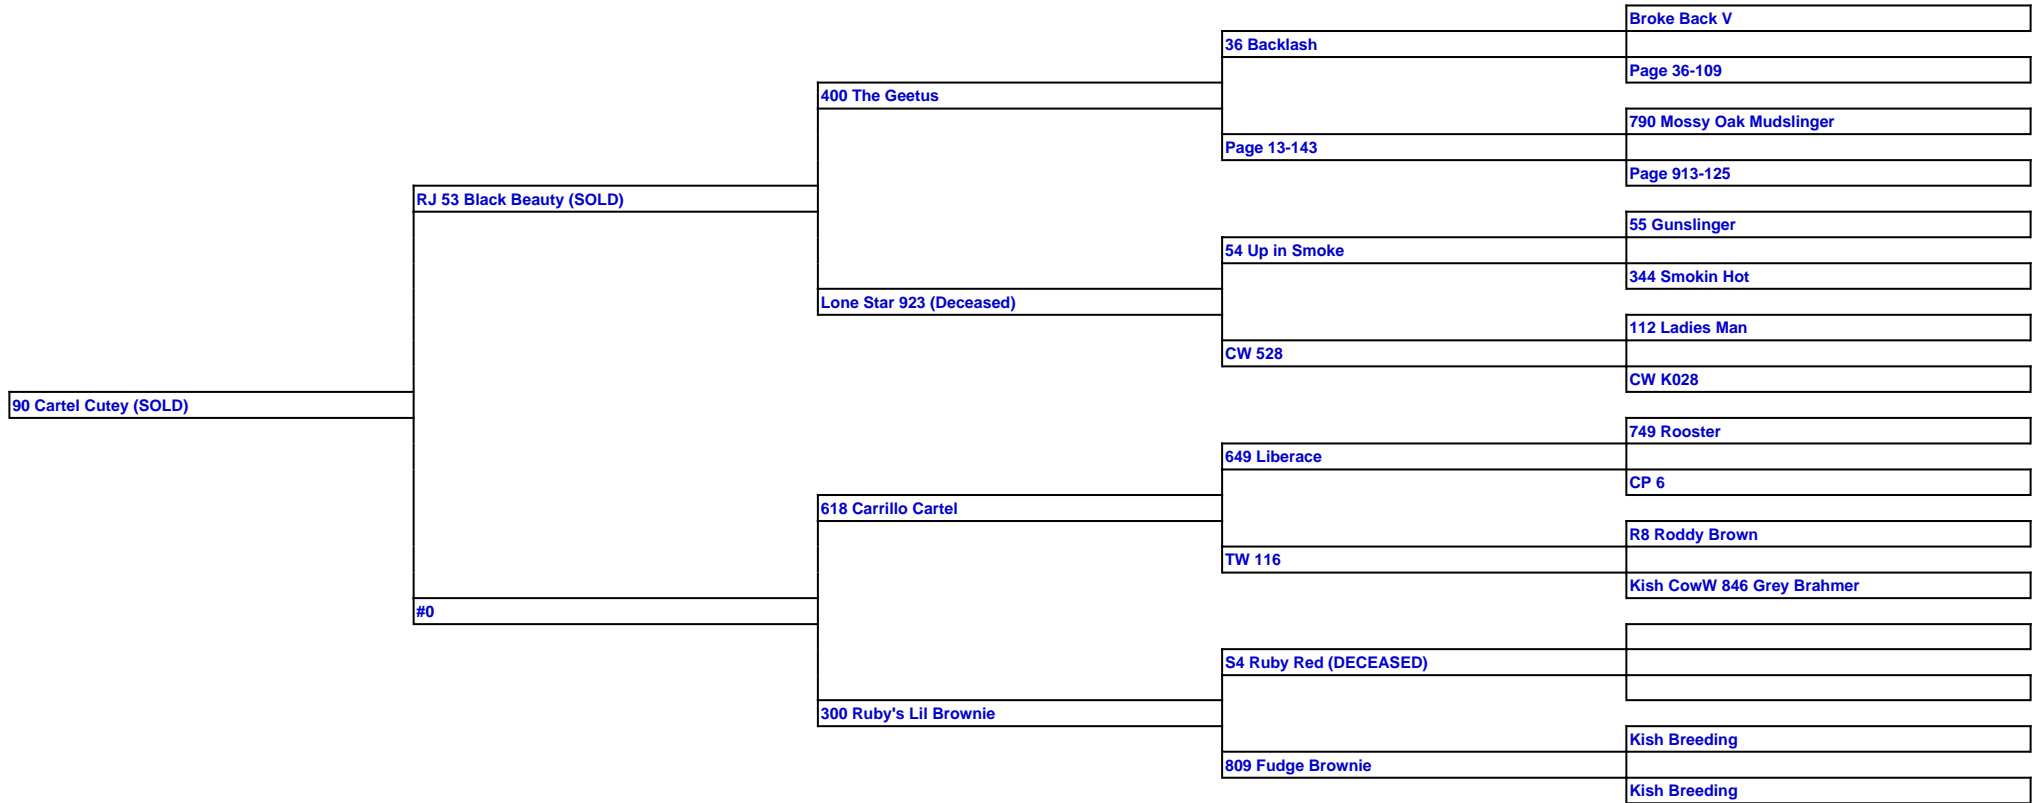 Broke Back V
36 Backlash
Page 36-109
400 The Geetus
790 Mossy Oak Mudslinger
Page 13-143
Page 913-125
RJ 53 Black Beauty (SOLD)
55 Gunslinger
54 Up in Smoke
344 Smokin Hot
Lone Star 923 (Deceased)
112 Ladies Man
CW 528
CW K028
90 Cartel Cutey (SOLD)
749 Rooster
649 Liberace
CP 6
618 Carrillo Cartel
R8 Roddy Brown
TW 116
Kish CowW 846 Grey Brahmer
#0
S4 Ruby Red (DECEASED)
300 Ruby's Lil Brownie
Kish Breeding
809 Fudge Brownie
Kish Breeding